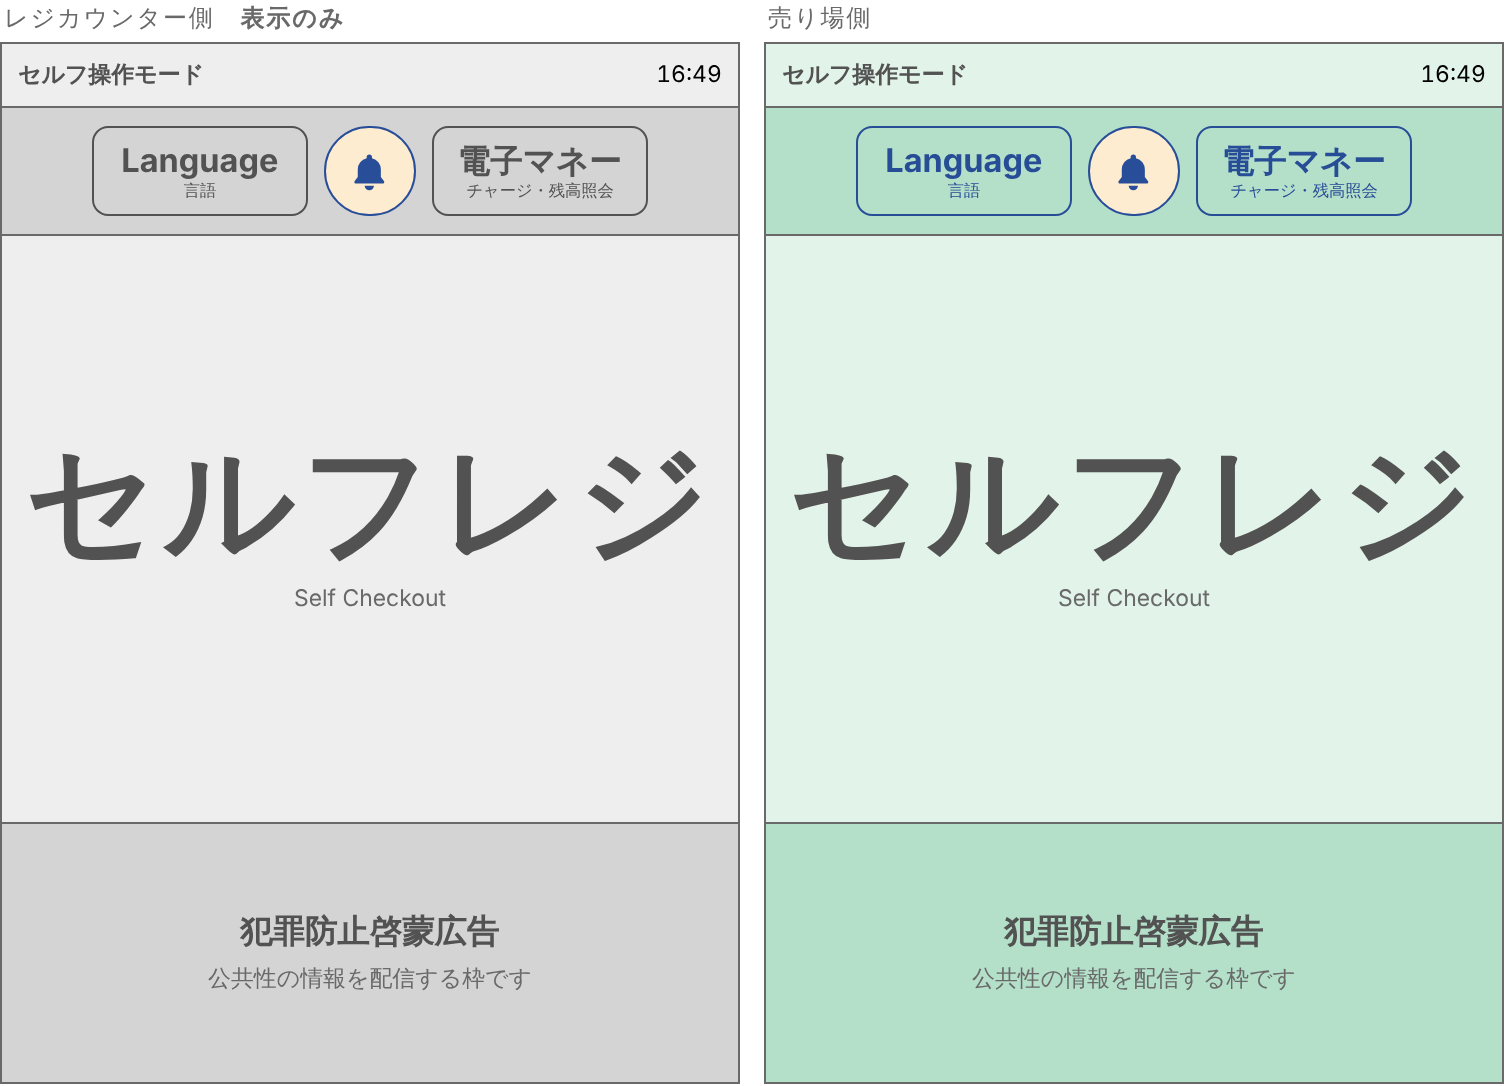 レジカウンター側　表示のみ
セルフ操作モード
16:49
Language
言語
電子マネー
チャージ・残高照会
セルフレジ
Self Checkout
犯罪防止啓蒙広告
公共性の情報を配信する枠です
売り場側
セルフ操作モード
16:49
Language
言語
電子マネー
チャージ・残高照会
セルフレジ
Self Checkout
犯罪防止啓蒙広告
公共性の情報を配信する枠です